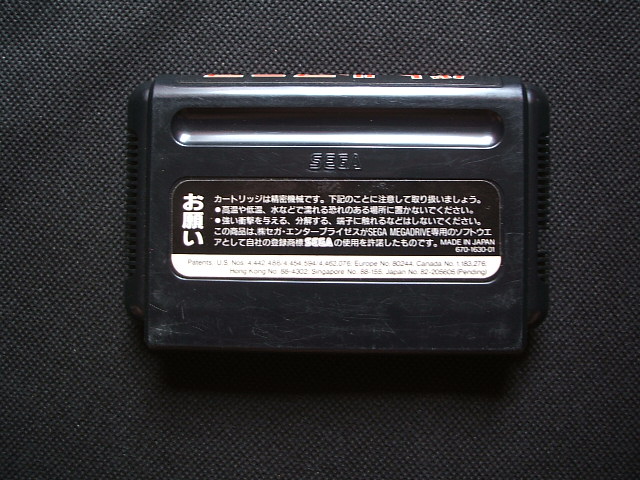 SEGA
お願い
カートリッジは精密機械です。下記のことに注意して取り扱いましょう。
●高温や低温、水などで濡れる恐れのある場所に置かないでください。
●強い衝撃を与える、分解する、端子に触れるなどはしないでください。
この商品は、㈱セガ・エンタープライゼスがSEGA MEGADRIVE専用のソフトウエ
アとして自社の登録商標SEGAの使用を許諾したものです。 MADE IN JAPAN
670-1630-01
Patents: U.S. Nos. 4,442,486/4,454,594/4,462,076; Europe No. 80244; Canada No. 1,183,276;
Hong Kong No. 88-4302; Singapore No. 88-155; Japan No. 82-205605 (Pending)